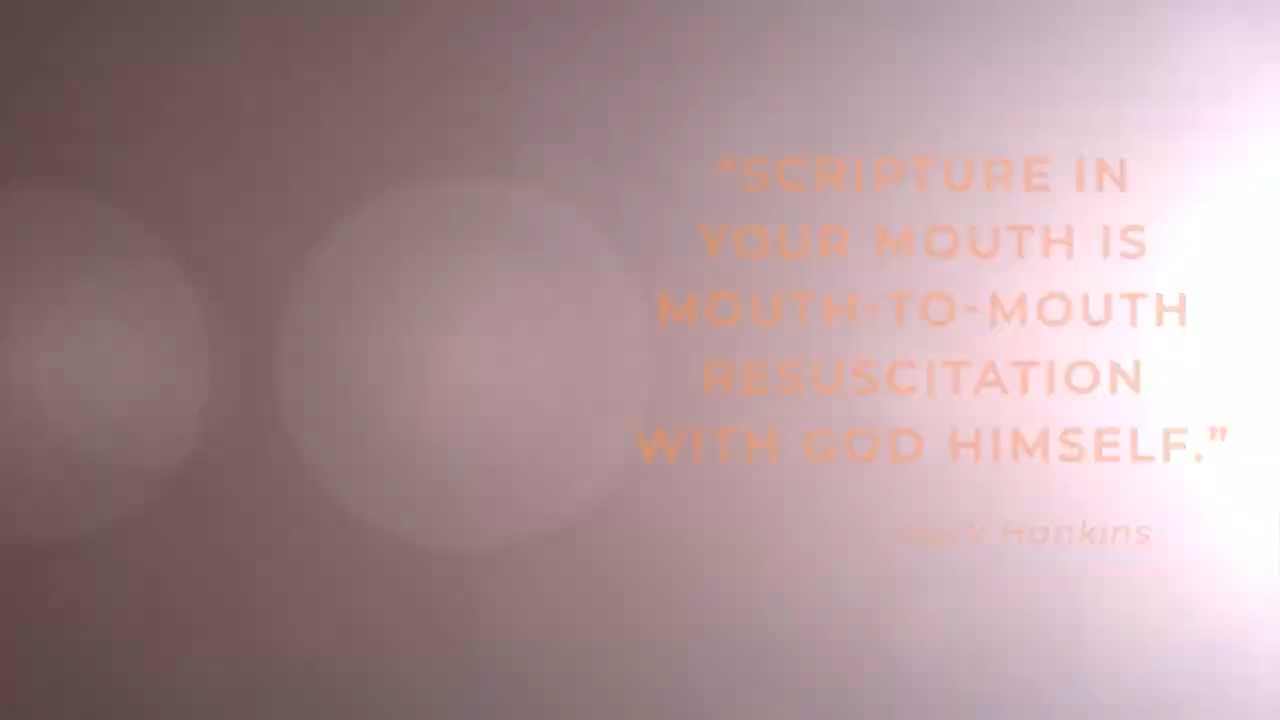 “SCRIPTURE IN
YOUR MOUTH IS
MOUTH-TO-MOUTH
RESUSCITATION
WITH GOD HIMSELF.”
Mark Hankins